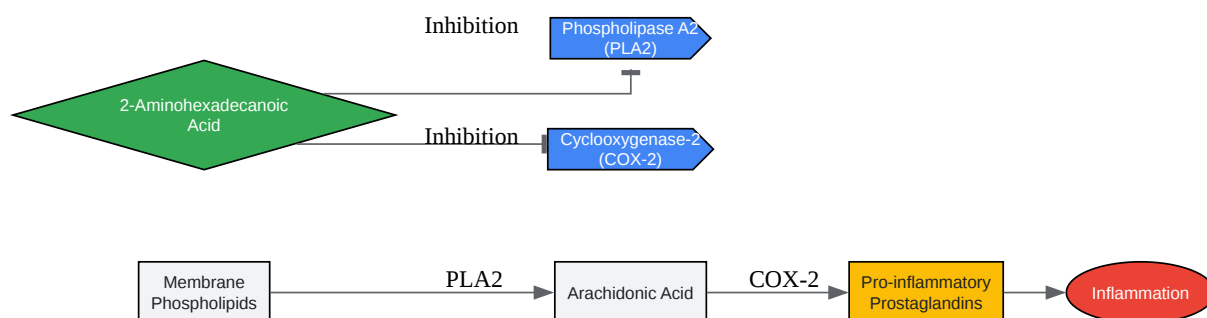 Inhibition
Phospholipase A2
(PLA2)
2-Aminohexadecanoic
Acid
Inhibition
Cyclooxygenase-2
(COX-2)
Membrane
Phospholipids
PLA2
Arachidonic Acid
COX-2
Pro-inflammatory
Prostaglandins
Inflammation